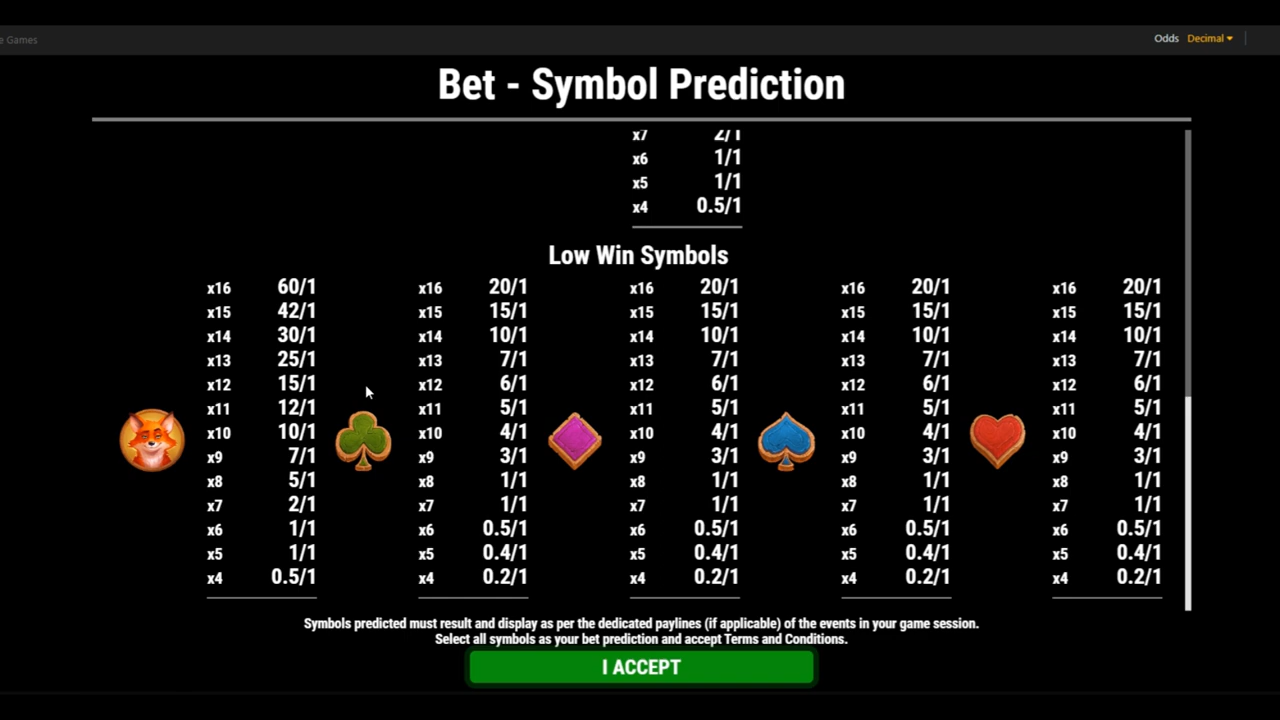 e Games
Odds Decimal
Bet - Symbol Prediction
x7 2/1
x6 1/1
x5 1/1
x4 0.5/1
Low Win Symbols
x16 60/1 x16 20/1 x16 20/1 x16 20/1 x16 20/1
x15 42/1 x15 15/1 x15 15/1 x15 15/1 x15 15/1
x14 30/1 x14 10/1 x14 10/1 x14 10/1 x14 10/1
x13 25/1 x13 7/1 x13 7/1 x13 7/1 x13 7/1
x12 15/1 x12 6/1 x12 6/1 x12 6/1 x12 6/1
x11 12/1 x11 5/1 x11 5/1 x11 5/1 x11 5/1
x10 10/1 x10 4/1 x10 4/1 x10 4/1 x10 4/1
x9 7/1 x9 3/1 x9 3/1 x9 3/1 x9 3/1
x8 5/1 x8 1/1 x8 1/1 x8 1/1 x8 1/1
x7 2/1 x7 1/1 x7 1/1 x7 1/1 x7 1/1
x6 1/1 x6 0.5/1 x6 0.5/1 x6 0.5/1 x6 0.5/1
x5 1/1 x5 0.4/1 x5 0.4/1 x5 0.4/1 x5 0.4/1
x4 0.5/1 x4 0.2/1 x4 0.2/1 x4 0.2/1 x4 0.2/1
Symbols predicted must result and display as per the dedicated paylines (if applicable) of the events in your game session.
Select all symbols as your bet prediction and accept Terms and Conditions.
I ACCEPT